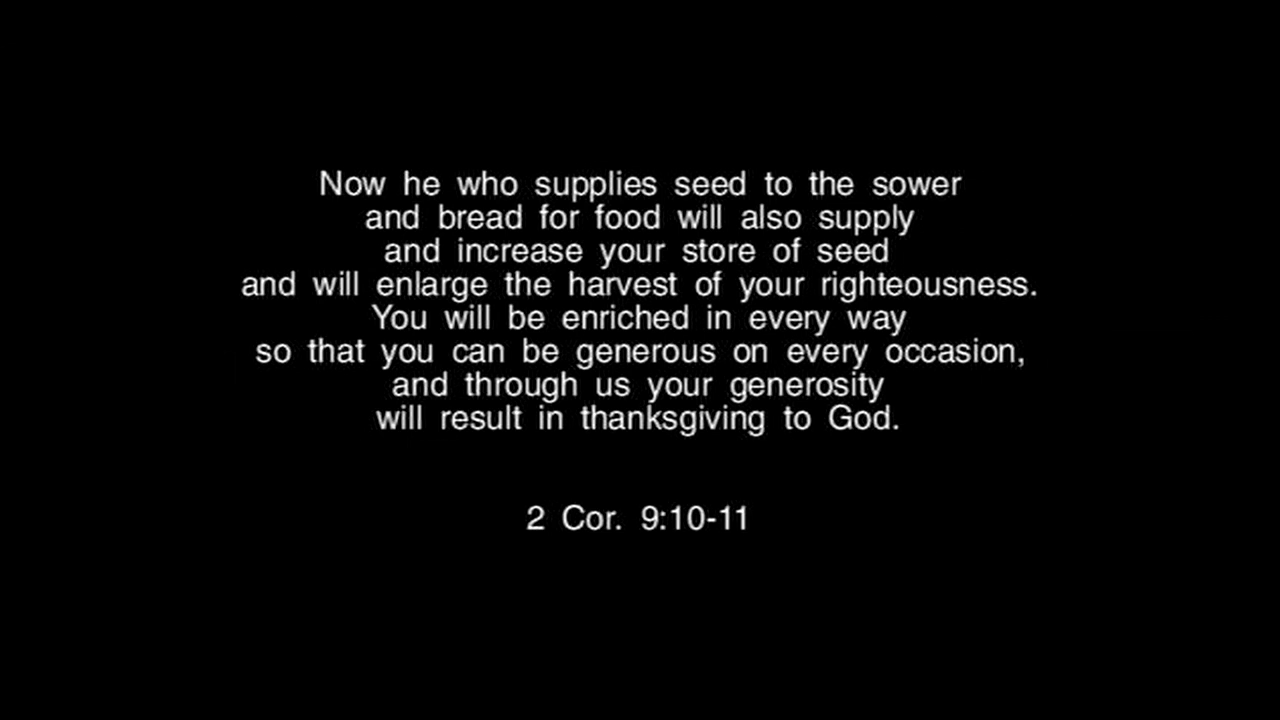 Now he who supplies seed to the sower
and bread for food will also supply
and increase your store of seed
and will enlarge the harvest of your righteousness.
You will be enriched in every way
so that you can be generous on every occasion,
and through us your generosity
will result in thanksgiving to God.
2 Cor. 9:10-11